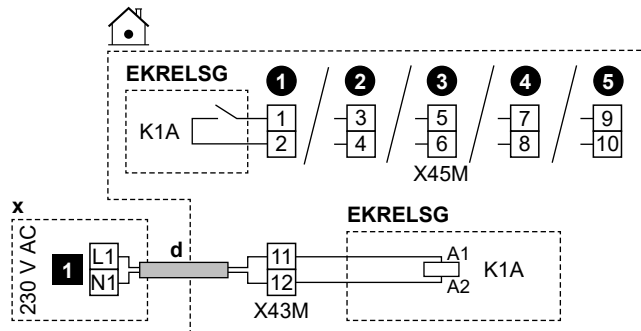 EKRELSG 1 2 3 4 5
K1A 1 3 5 7 9
2 4 6 8 10
X45M
x EKRELSG
230 V AC 1 L1 d 11 A1 K1A
N1 12 A2
X43M